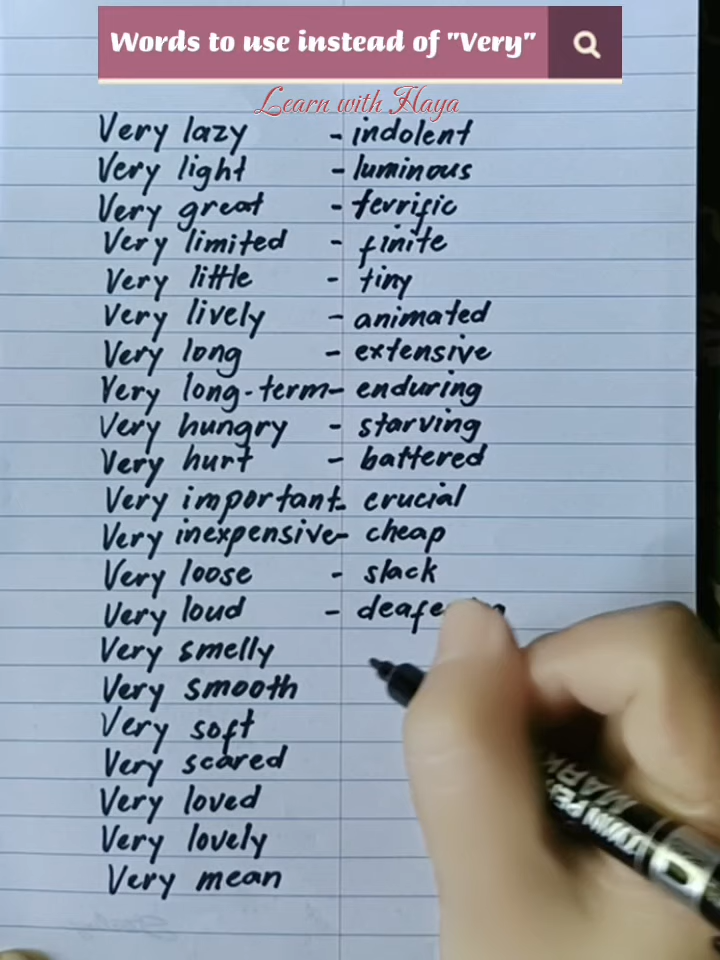 Words to use instead of "Very"
Learn with Haya
Very lazy - indolent
Very light - luminous
Very great - terrific
Very limited - finite
Very little - tiny
Very lively - animated
Very long - extensive
Very long-term - enduring
Very hungry - starving
Very hurt - battered
Very important - crucial
Very inexpensive - cheap
Very loose - slack
Very loud -
Very smelly
Very smooth
Very soft
Very scared
Very loved
Very lovely
Very mean